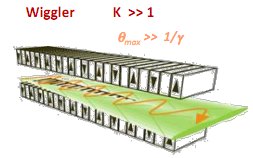 Wiggler K >> 1
θmax >> 1/γ